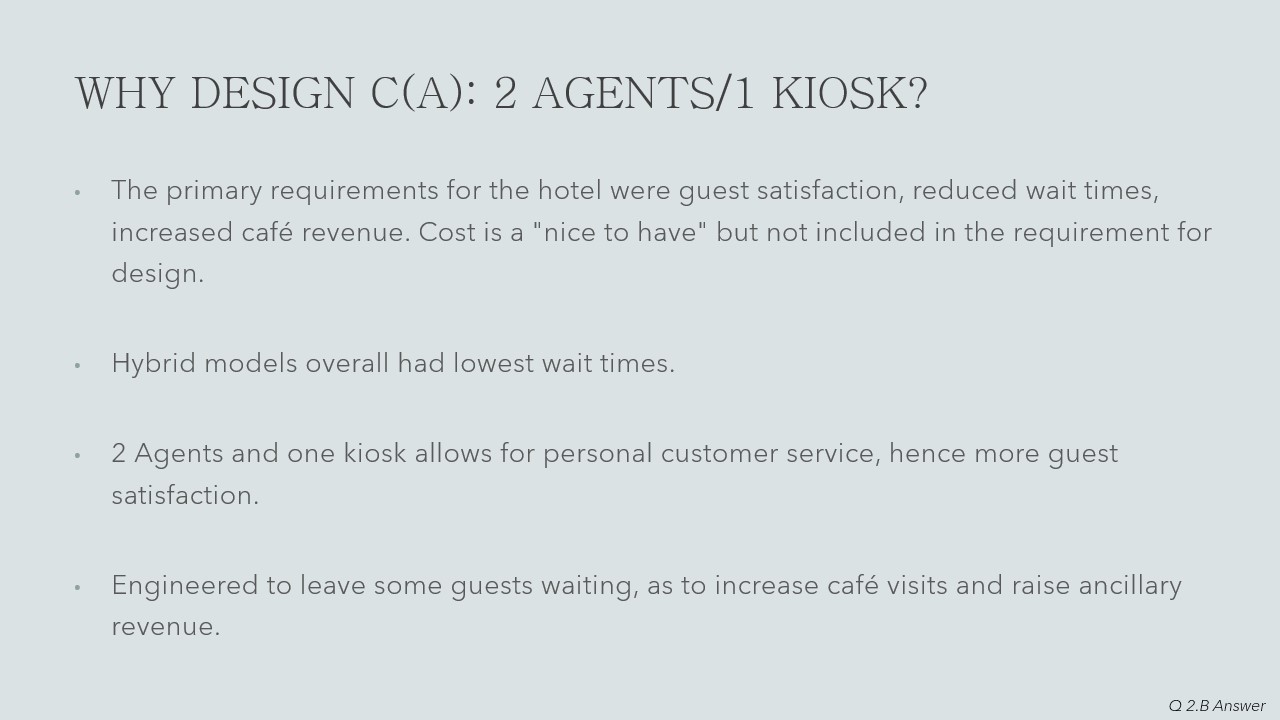 WHY DESIGN C(A): 2 AGENTS/1 KIOSK?
• The primary requirements for the hotel were guest satisfaction, reduced wait times,
increased café revenue. Cost is a "nice to have" but not included in the requirement for
design.
• Hybrid models overall had lowest wait times.
• 2 Agents and one kiosk allows for personal customer service, hence more guest
satisfaction.
• Engineered to leave some guests waiting, as to increase café visits and raise ancillary
revenue.
Q 2.B Answer